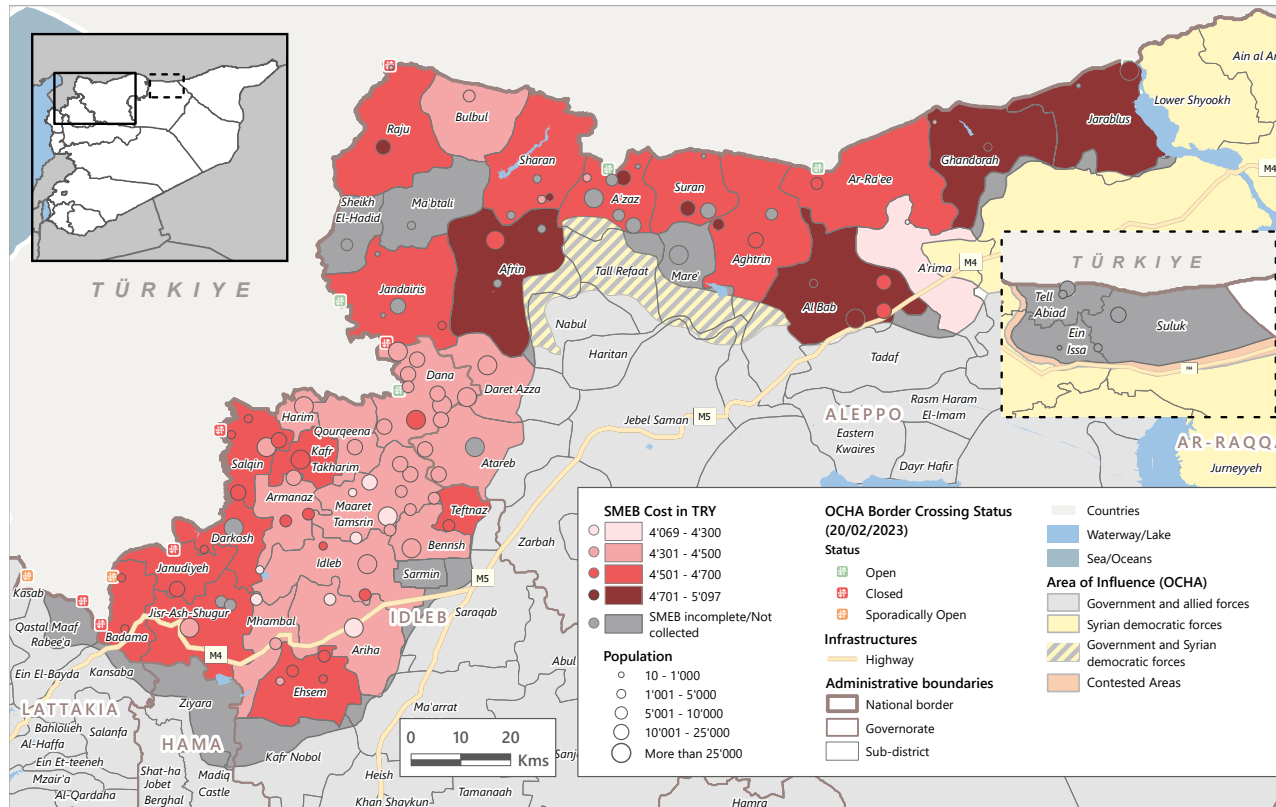 Raju
Bulbul
Sharan
Sheikh
El-Hadid
Ma'batli
A'zaz
Suran
Ar-Ra'ee
Ghandorah
Jarablus
Lower Shyookh
M4
Jandairis
Afrin
Tall Refaat
Mare'
Aghtrin
Al Bab
A'rima
M4
TÜRKIYE
TÜRKIYE
Tell
Abiad
Ein
Issa
Suluk
M4
Nabul
Haritan
Tadaf
Dana
Daret Azza
Jebel Saman
M5
ALEPPO
Rasm Haram
El-Imam
Eastern
Kwaires
Dayr Hafir
Jurneyyeh
Harim
Qourqeena
Kafr
Takharim
Salqin
Atareb
Armanaz
Maaret
Tamsrin
Teftnaz
Darkosh
Idleb
Bennsh
Zarbah
Janudiyeh
Sarmin
M5
Kasab
Jisr-Ash-Shugur
Mhambal
IDLEB
Saraqab
Qastal Maaf
Rabee'a
Badama
M4
Ariha
Ein El-Bayda
Kansaba
Ehsem
Abul
LATTAKIA
Ziyara
Ma'arrat
Bahlolieh
Salanfa
Al-Haffa
HAMA
Kafr Nobol
Ein Et-teeneh
Mzair'a
Shat-ha
Jobet
Berghal
Madiq
Castle
Heish
Al-Qardaha
Khan Shaykun
Tamanaah
Hamra
0 10 20
Kms
SMEB Cost in TRY
4'069 - 4'300
4'301 - 4'500
4'501 - 4'700
4'701 - 5'097
SMEB incomplete/Not
collected
Population
10 - 1'000
1'001 - 5'000
5'001 - 10'000
10'001 - 25'000
More than 25'000
OCHA Border Crossing Status
(20/02/2023)
Status
Open
Closed
Sporadically Open
Infrastructures
Highway
Administrative boundaries
National border
Governorate
Sub-district
Countries
Waterway/Lake
Sea/Oceans
Area of Influence (OCHA)
Government and allied forces
Syrian democratic forces
Government and Syrian
democratic forces
Contested Areas